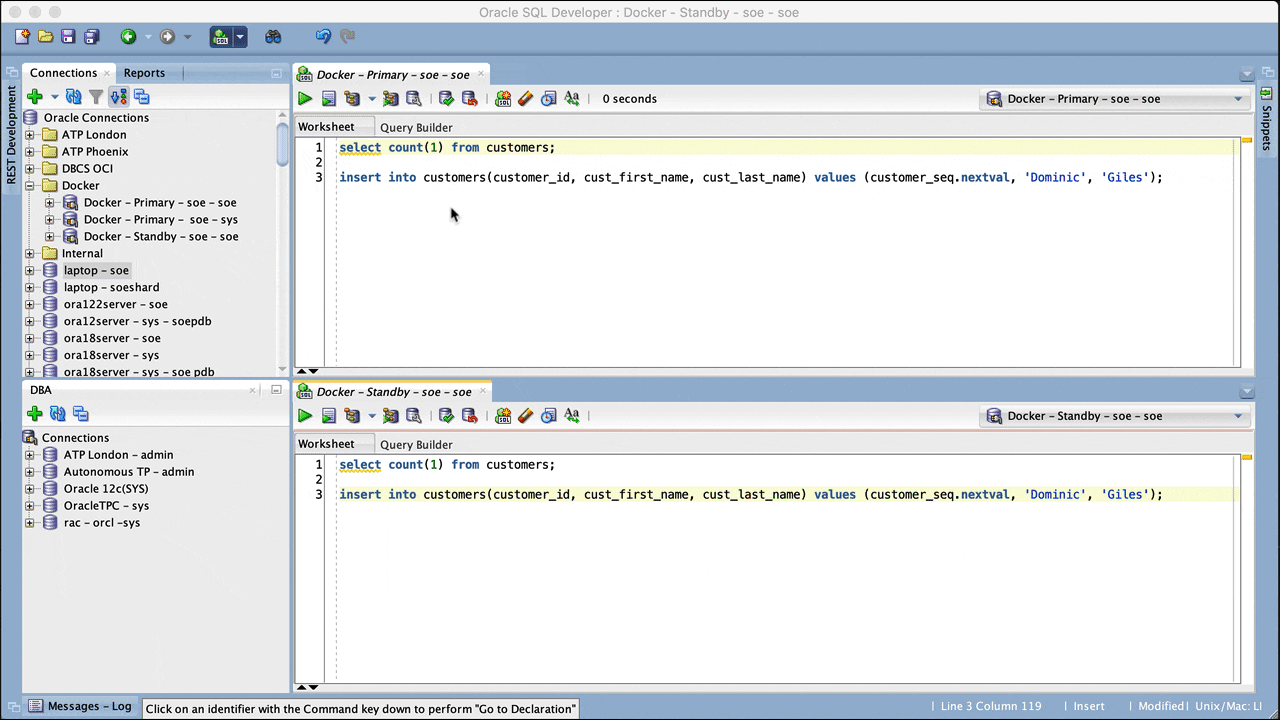 Oracle SQL Developer : Docker - Standby - soe - soe
REST Development
Connections
Reports
Oracle Connections
ATP London
ATP Phoenix
DBCS OCI
Docker
Docker - Primary - soe - soe
Docker - Primary - soe - sys
Docker - Standby - soe - soe
Internal
laptop - soe
laptop - soeshard
ora122server - soe
ora12server - sys - soepdb
ora18server - soe
ora18server - sys
ora18server - sys - soe pdb
DBA
Connections
ATP London - admin
Autonomous TP - admin
Oracle 12c(SYS)
OracleTPC - sys
rac - orcl -sys
Docker - Primary - soe - soe
SQL
0 seconds
Docker - Primary - soe - soe
Worksheet
Query Builder
1 select count(1) from customers;
2
3 insert into customers(customer_id, cust_first_name, cust_last_name) values (customer_seq.nextval, 'Dominic', 'Giles');
Docker - Standby - soe - soe
SQL
Docker - Standby - soe - soe
Worksheet
Query Builder
1 select count(1) from customers;
2
3 insert into customers(customer_id, cust_first_name, cust_last_name) values (customer_seq.nextval, 'Dominic', 'Giles');
Snippets
Messages - Log
Click on an identifier with the Command key down to perform "Go to Declaration"
Line 3 Column 119
Insert
Modified
Unix/Mac: LI